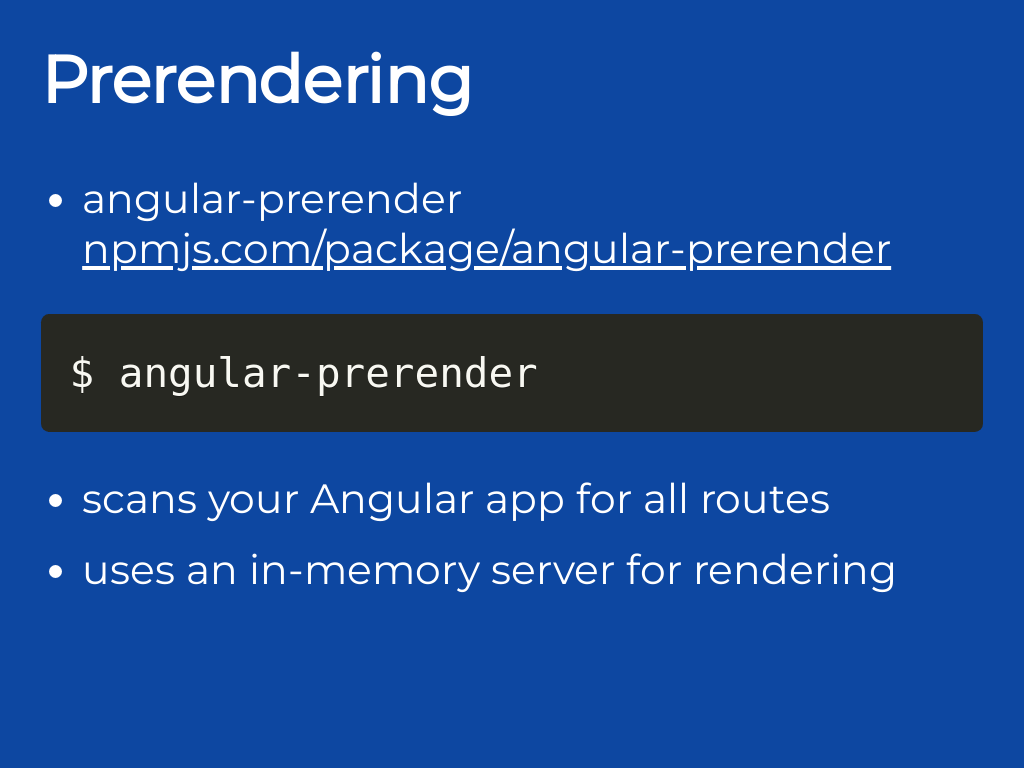 Prerendering
• angular-prerender
npmjs.com/package/angular-prerender
$ angular-prerender
• scans your Angular app for all routes
• uses an in-memory server for rendering